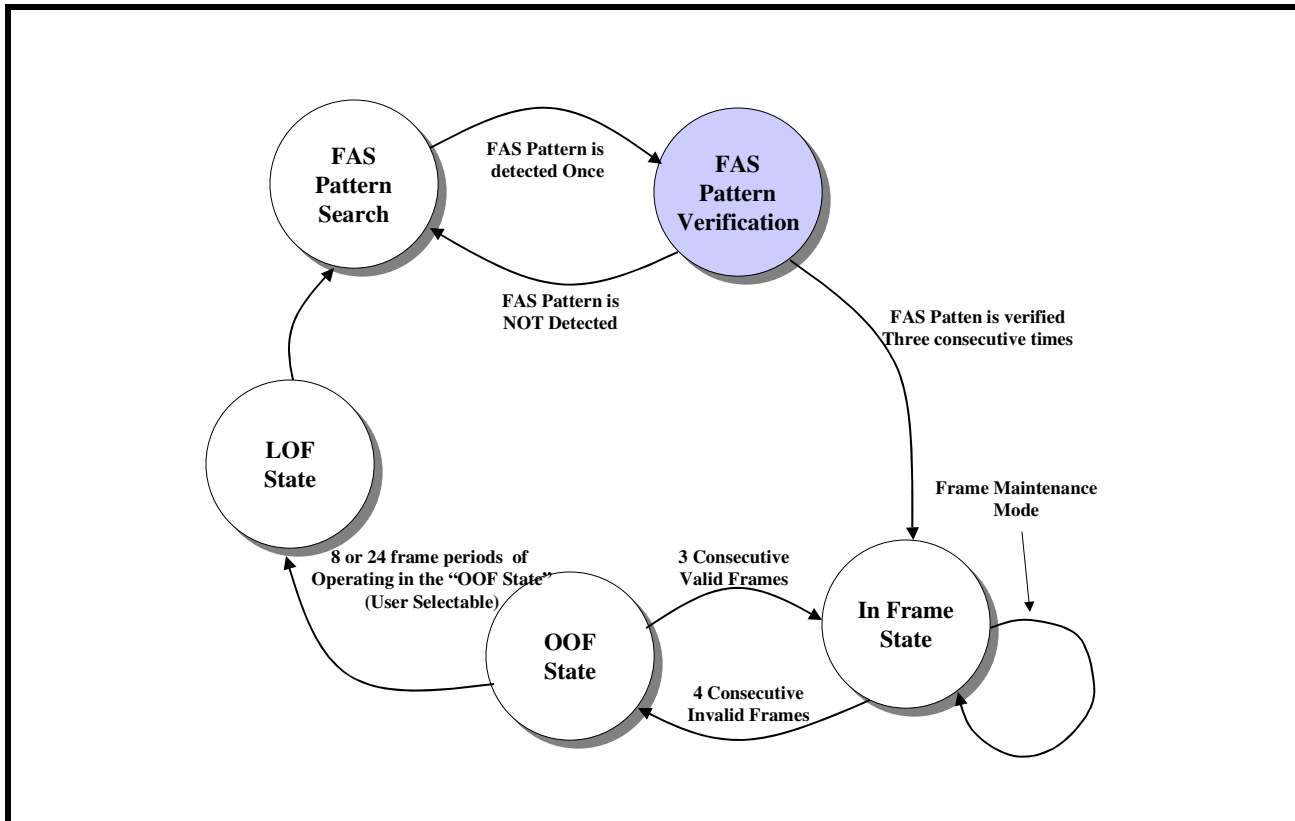 FAS
Pattern
Search
FAS Pattern is
detected Once
FAS
Pattern
Verification
FAS Pattern is
NOT Detected
FAS Patten is verified
Three consecutive times
LOF
State
Frame Maintenance
Mode
8 or 24 frame periods of
Operating in the “OOF State”
(User Selectable)
3 Consecutive
Valid Frames
In Frame
State
OOF
State
4 Consecutive
Invalid Frames